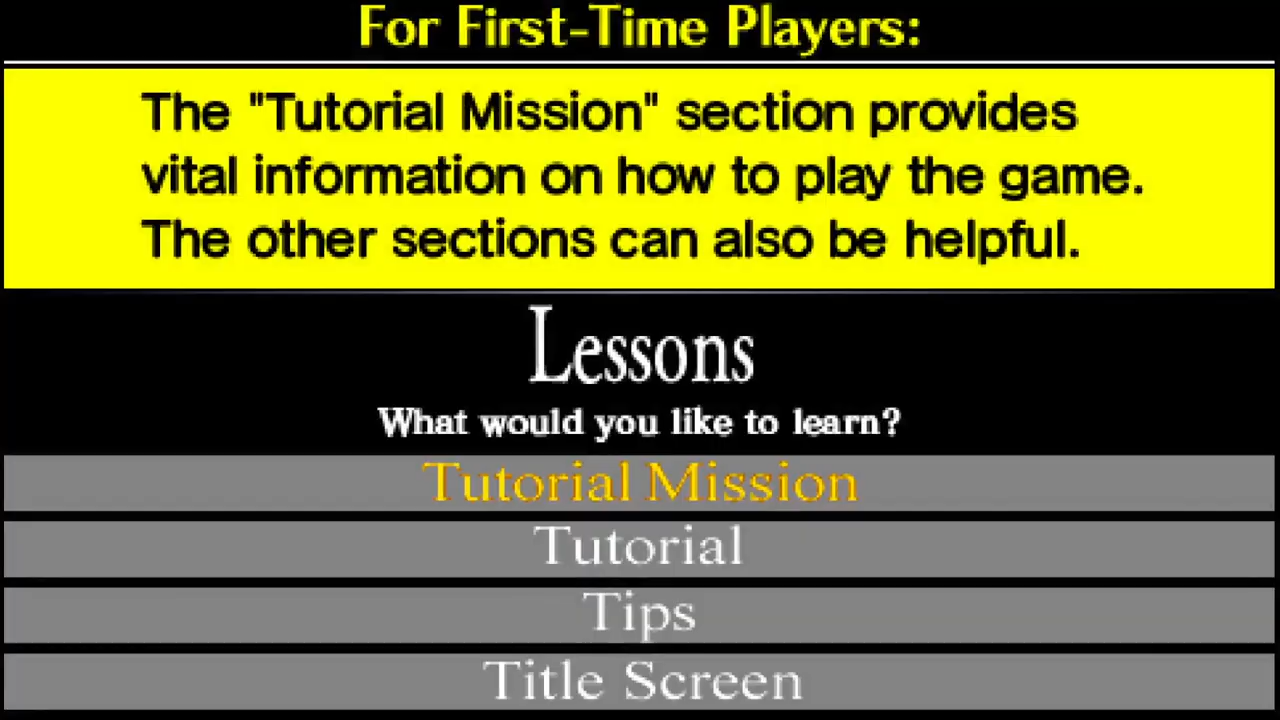 For First-Time Players:
The "Tutorial Mission" section provides
vital information on how to play the game.
The other sections can also be helpful.
Lessons
What would you like to learn?
Tutorial Mission
Tutorial
Tips
Title Screen